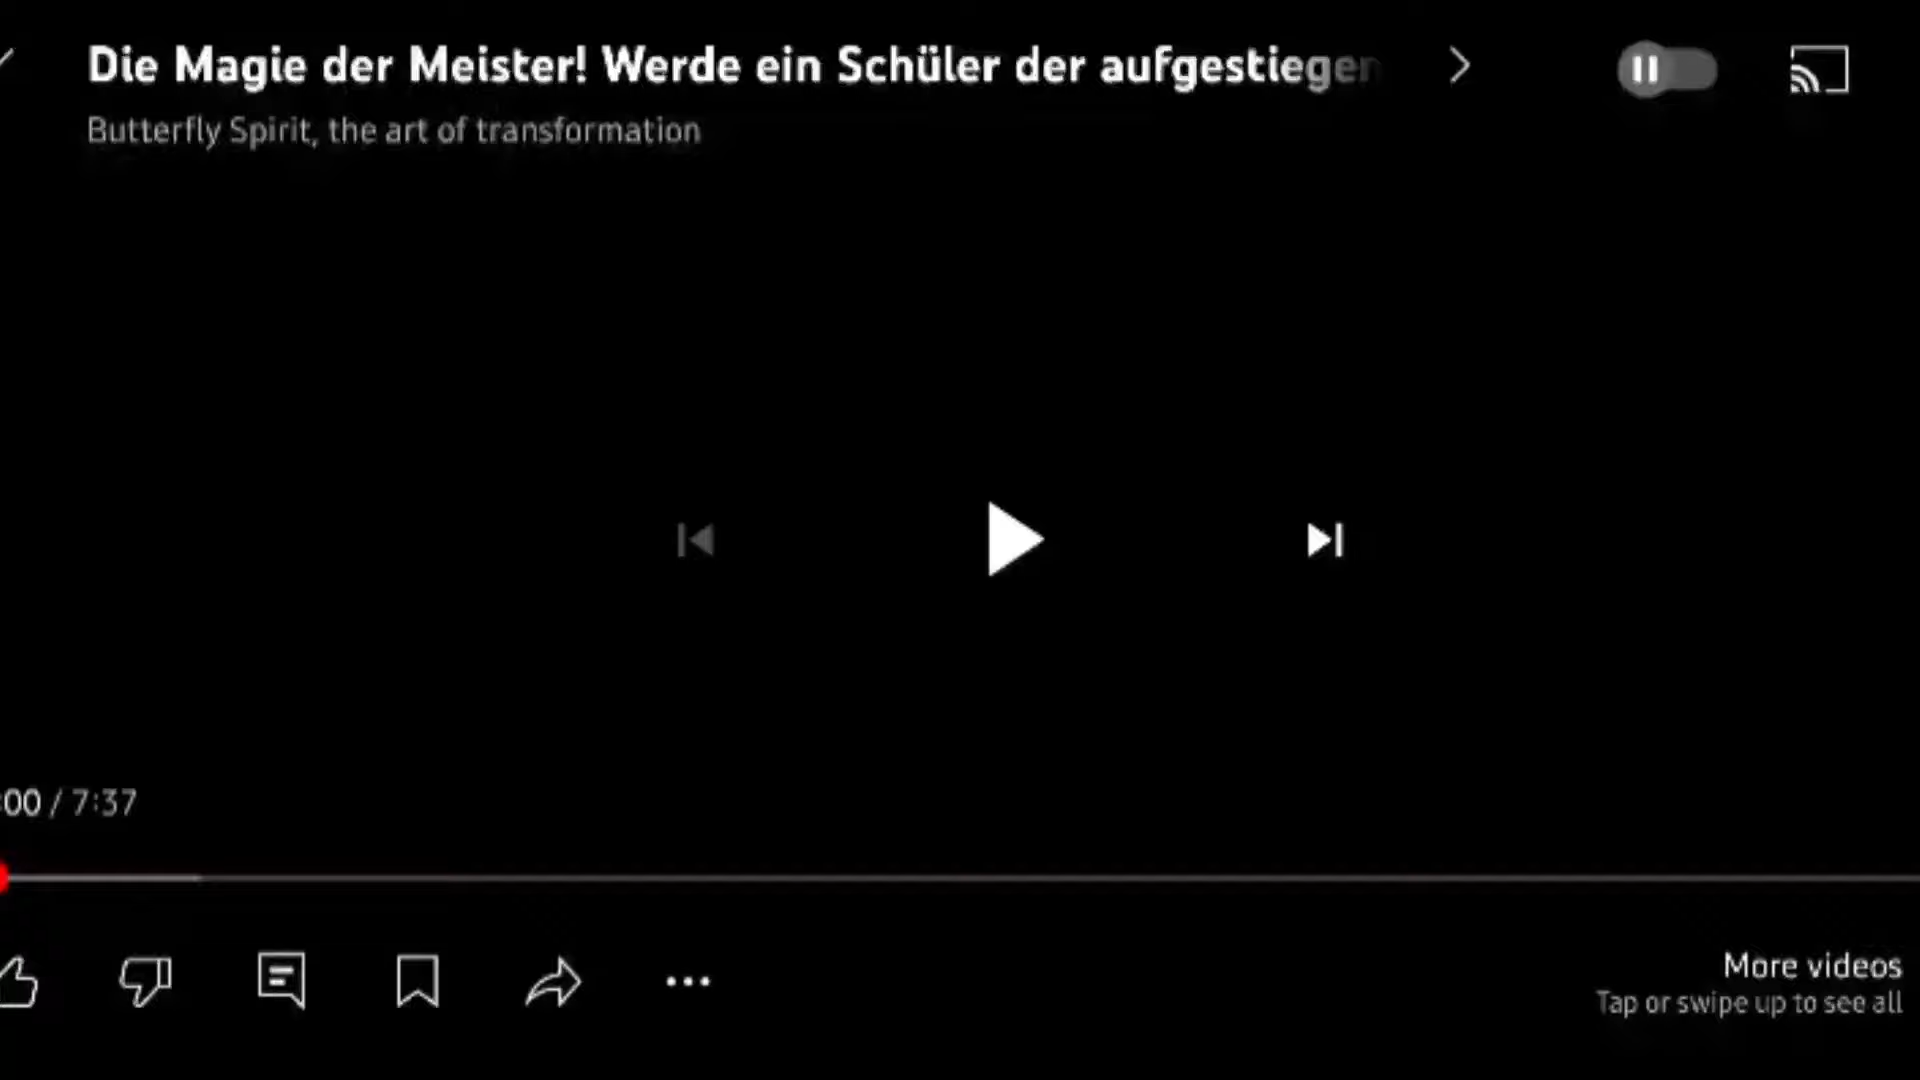 Die Magie der Meister! Werde ein Schüler der aufgestiegen
Butterfly Spirit, the art of transformation
:00 / 7:37
More videos
Tap or swipe up to see all